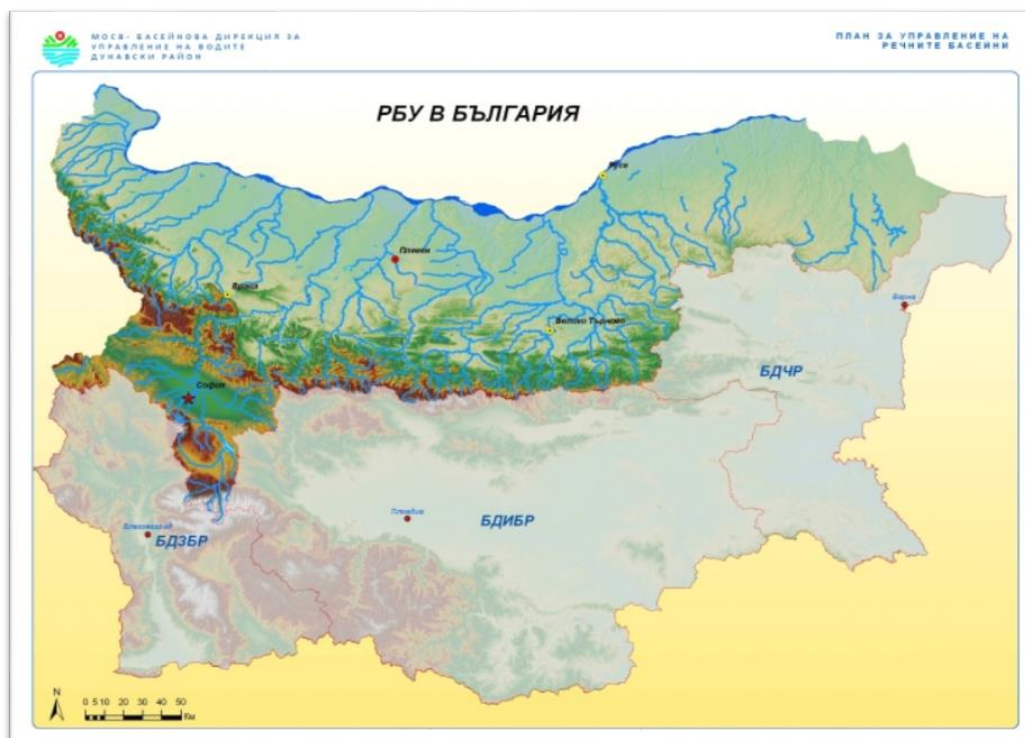 МОСВ- БАСЕЙНОВА ДИРЕКЦИЯ ЗА
УПРАВЛЕНИЕ НА ВОДИТЕ
ДУНАВСКИ РАЙОН
ПЛАН ЗА УПРАВЛЕНИЕ НА
РЕЧНИТЕ БАСЕЙНИ
РБУ В БЪЛГАРИЯ
Русе
Плевен
Враца
Варна
Велико Търново
БДЧР
София
Пловдив
БДИБР
Благоевград
БДЗБР
N
0 5 10 20 30 40 50
Км